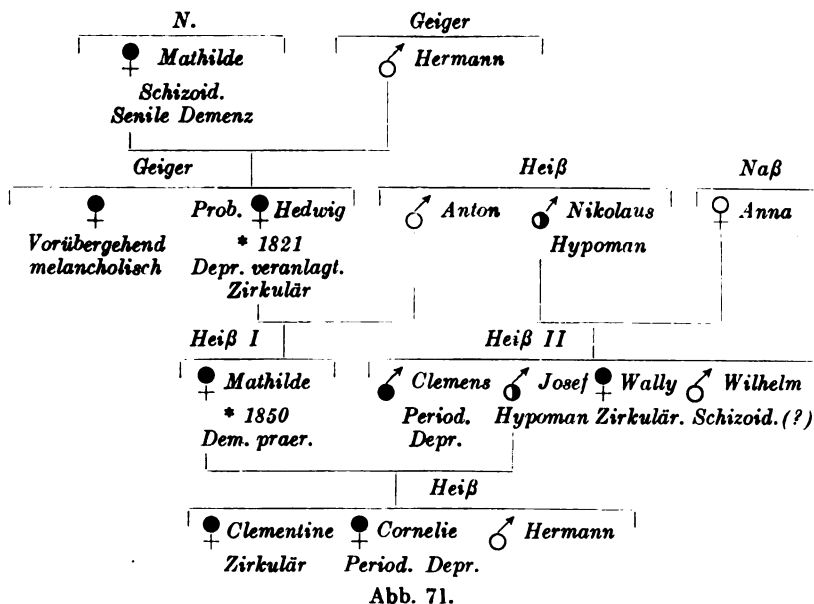 N. Geiger
Mathilde Hermann
Schizoid.
Senile Demenz
Geiger Heiß Naß
Prob. Hedwig Anton Nikolaus Anna
Vorübergehend * 1821 Hypoman
melancholisch Depr. veranlagt.
Zirkulär
Heiß I Heiß II
Mathilde Clemens Josef Wally Wilhelm
* 1850 Period. Hypoman Zirkulär. Schizoid. (?)
Dem. praer. Depr.
Heiß
Clementine Cornelie Hermann
Zirkulär Period. Depr.
Abb. 71.